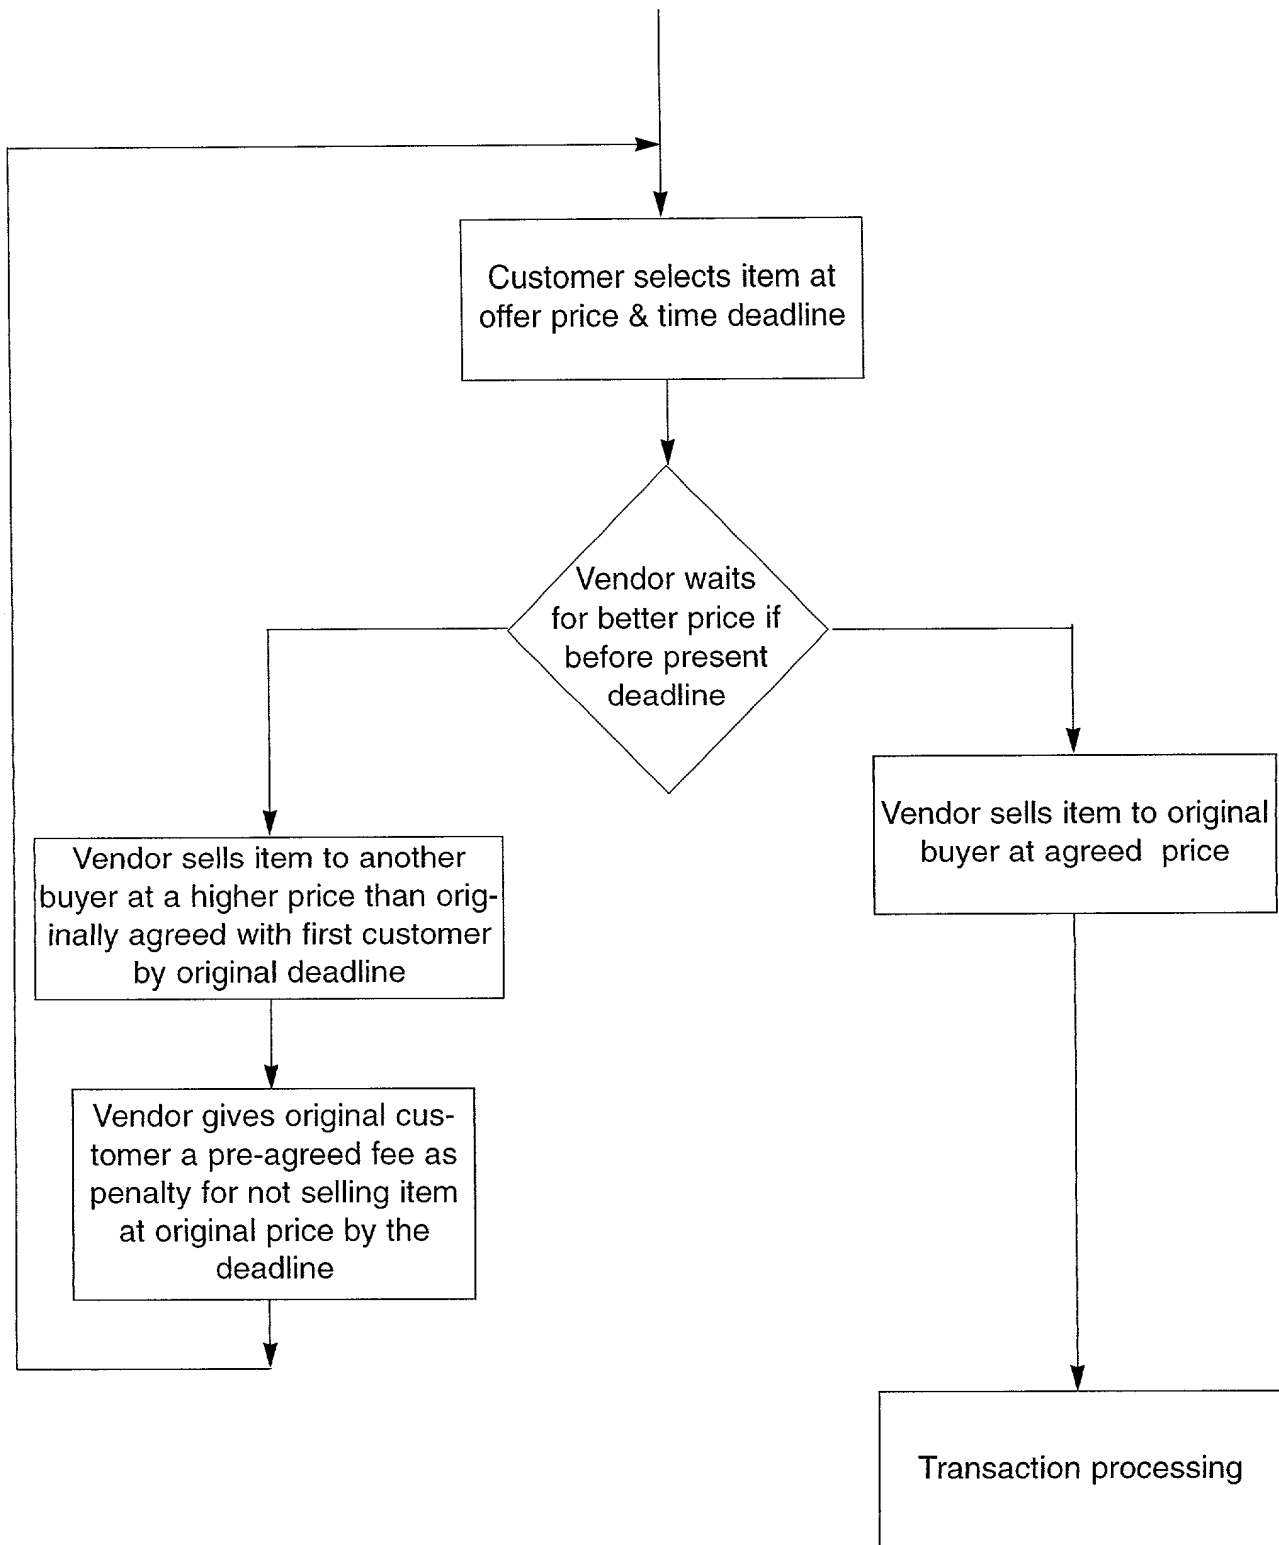 Customer selects item at
offer price & time deadline
Vendor waits
for better price if
before present
deadline
Vendor sells item to original
buyer at agreed price
Vendor sells item to another
buyer at a higher price than orig-
inally agreed with first customer
by original deadline
Vendor gives original cus-
tomer a pre-agreed fee as
penalty for not selling item
at original price by the
deadline
Transaction processing